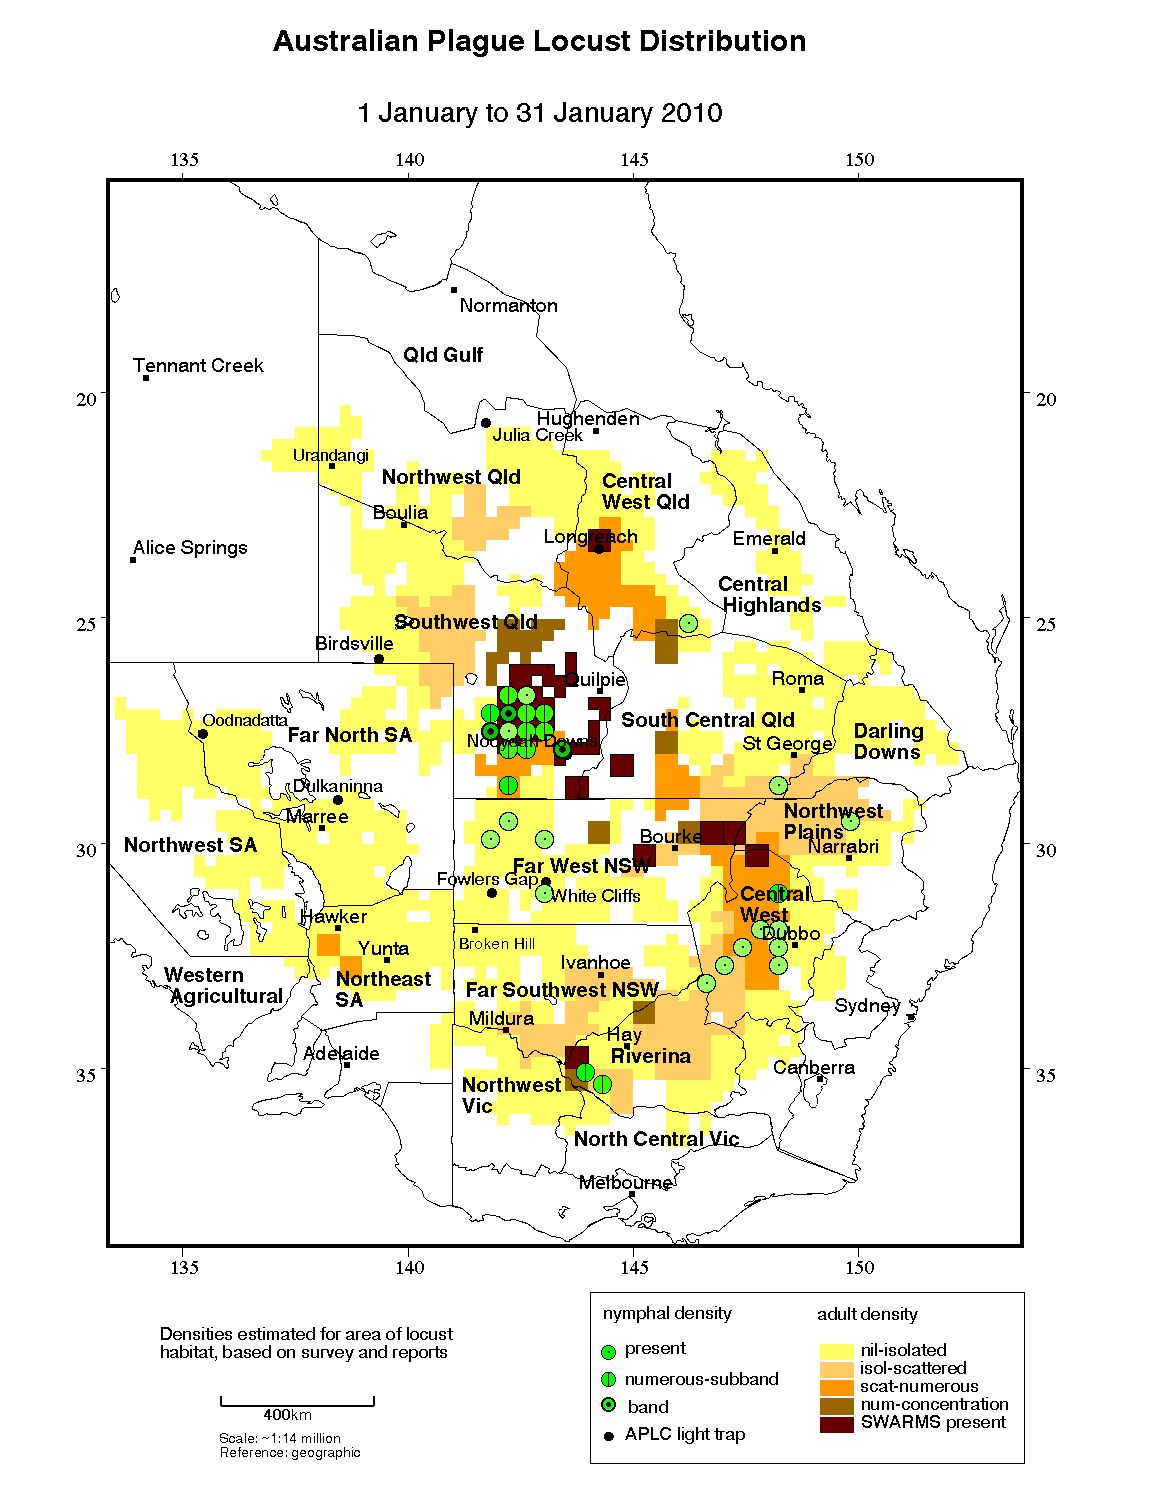 Australian Plague Locust Distribution
1 January to 31 January 2010
135 140 145 150
Normanton
Qld Gulf
Tennant Creek
20 20
Hughenden
Julia Creek
Urandangi
Northwest Qld
Central
West Qld
Boulia
Longreach
Emerald
Alice Springs
Central
Highlands
25 25
Southwest Qld
Birdsville
Quilpie
Roma
Oodnadatta
South Central Qld
Far North SA
Darling
Downs
Nooyeah Downs
St George
Dulkaninna
Marree
Northwest
Plains
Bourke
30 30
Northwest SA
Narrabri
Far West NSW
Fowlers Gap
White Cliffs
Central
West
Hawker
Dubbo
Broken Hill
Yunta
Ivanhoe
Western
Agricultural
Northeast
SA
Far Southwest NSW
Sydney
Mildura
Hay
Adelaide
Riverina
Canberra
35 35
Northwest
Vic
North Central Vic
Melbourne
135 140 145 150
Densities estimated for area of locust
habitat, based on survey and reports
400km
Scale: ~1:14 million
Reference: geographic
nymphal density
present
numerous-subband
band
APLC light trap
adult density
nil-isolated
isol-scattered
scat-numerous
num-concentration
SWARMS present